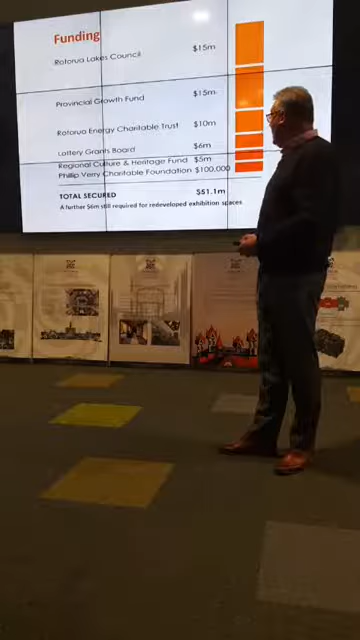 Funding
Rotorua Lakes Council $15m
Provincial Growth Fund $15m
Rotorua Energy Charitable Trust $10m
Lottery Grants Board $6m
Regional Culture & Heritage Fund $5m
Phillip Verry Charitable Foundation $100,000
TOTAL SECURED $51.1m
A further $6m still required for redeveloped exhibition spaces